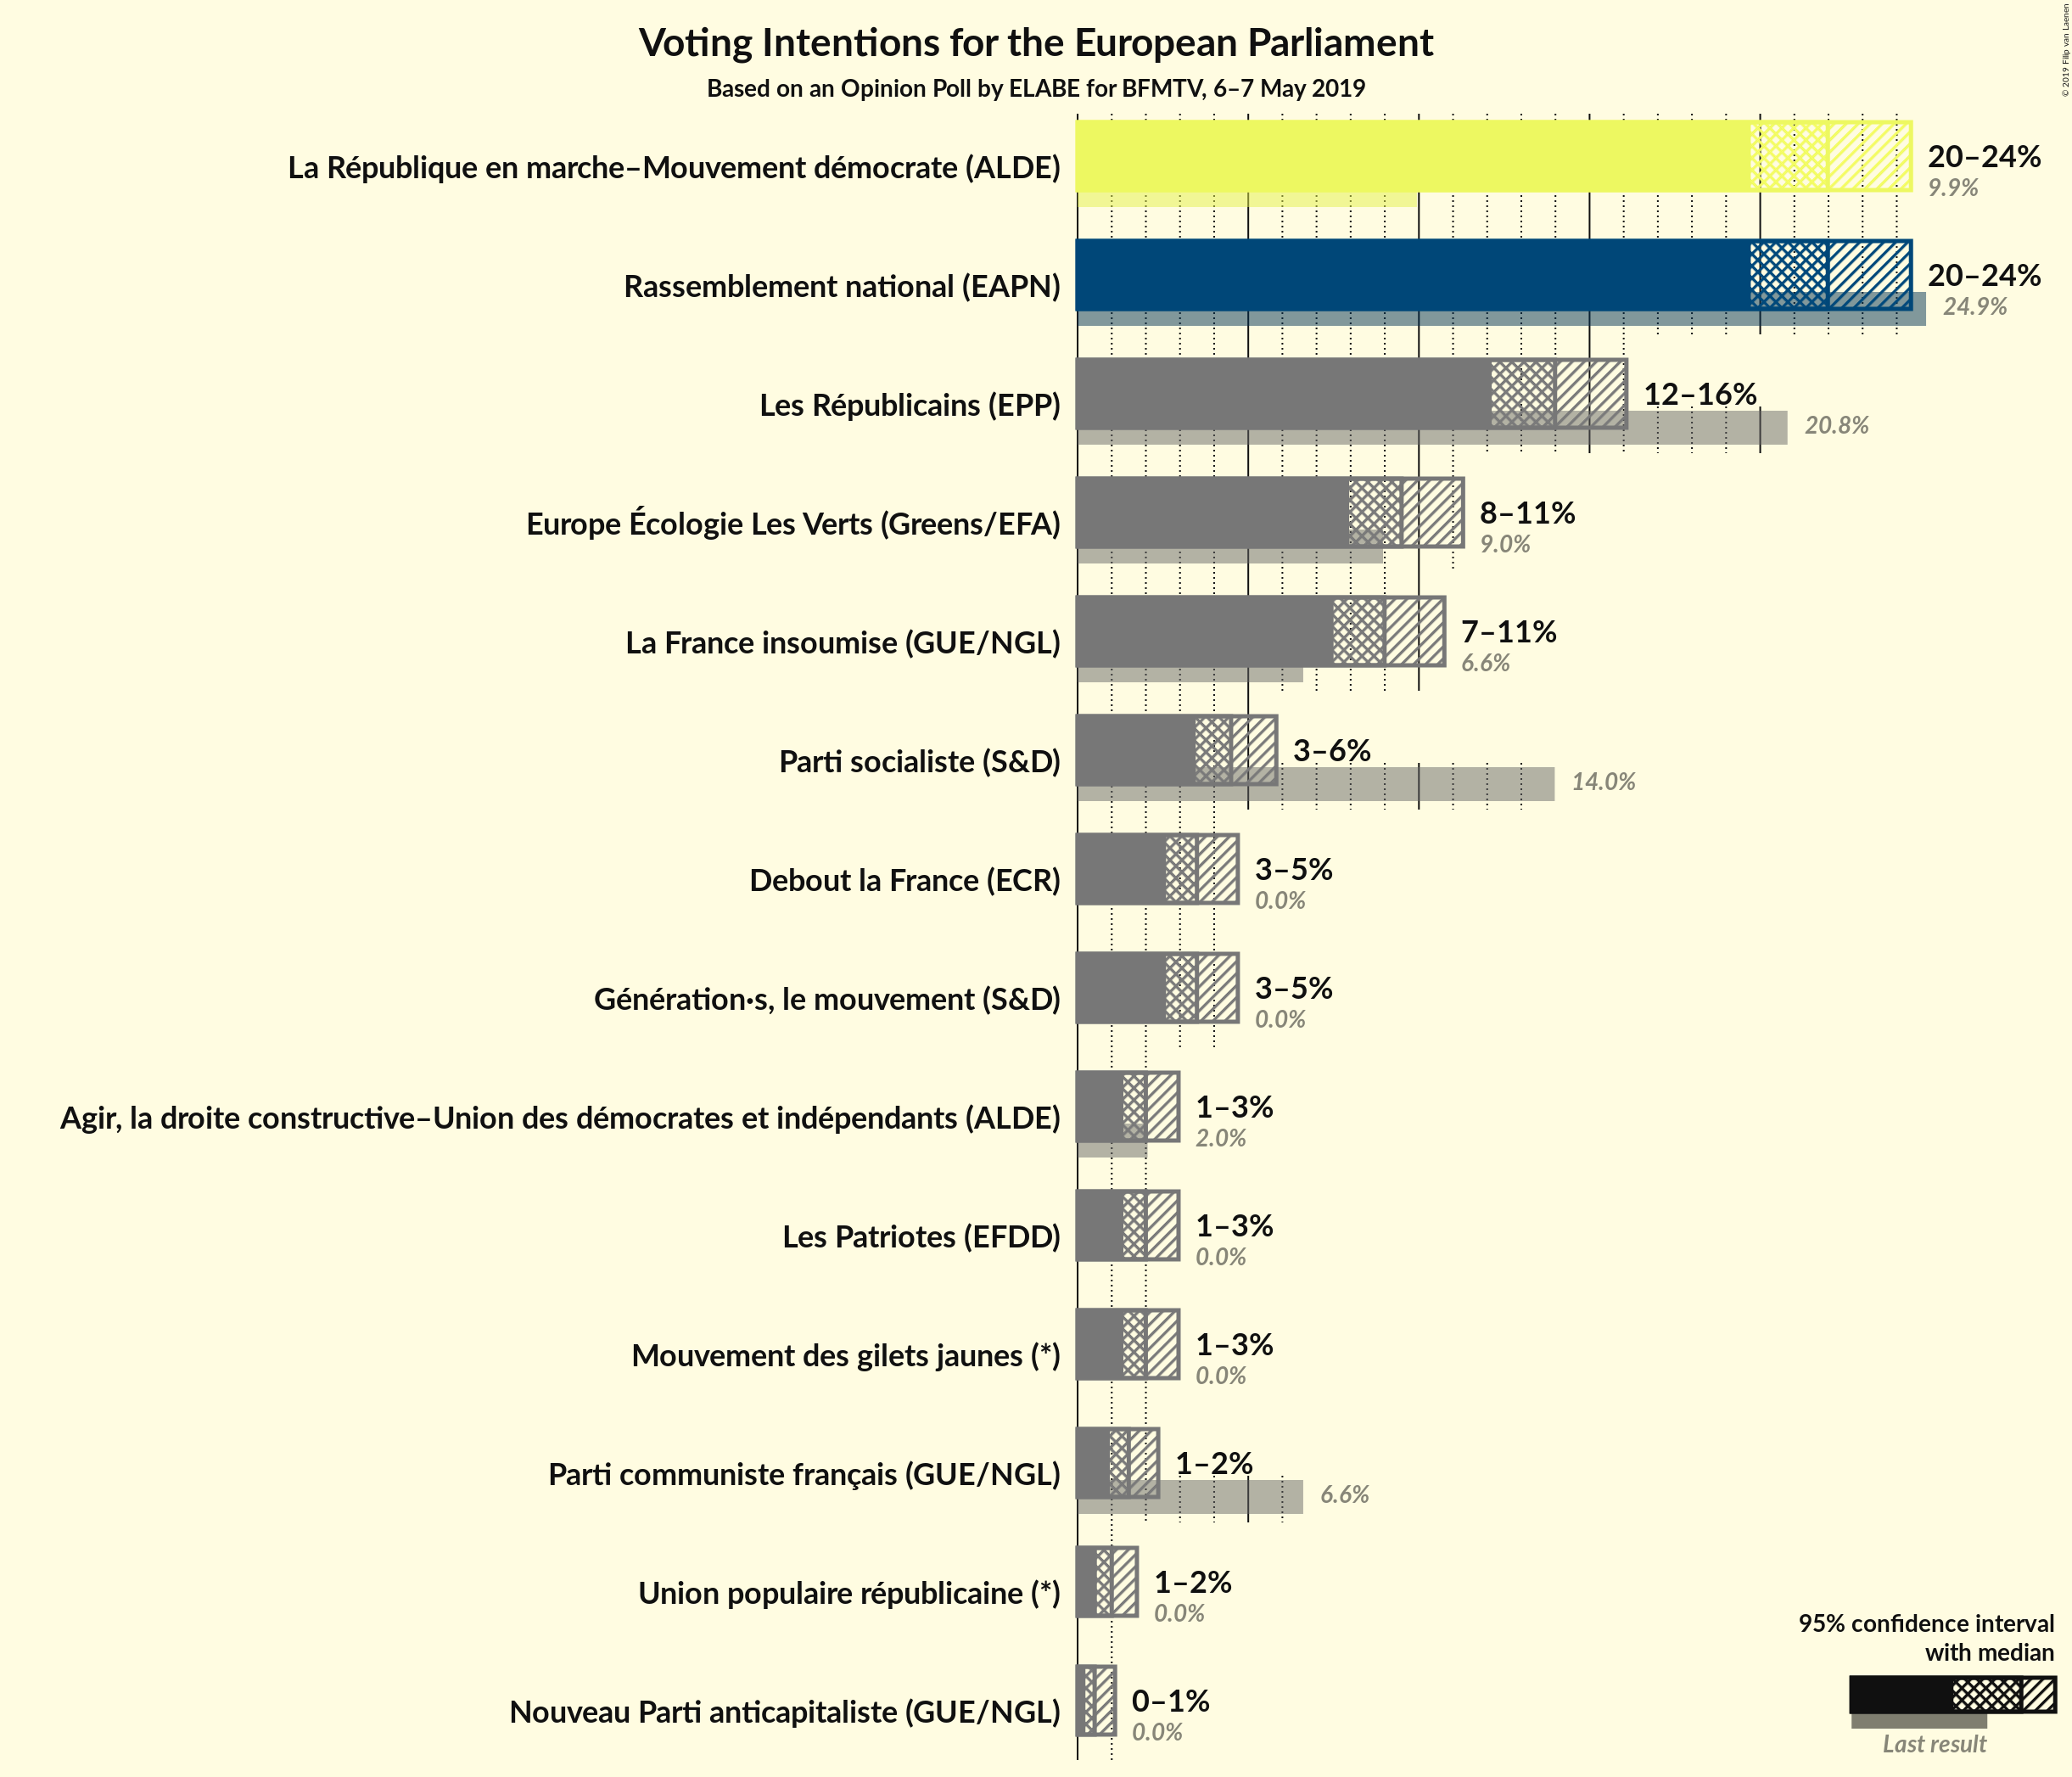 Voting Intentions for the European Parliament
Based on an Opinion Poll by ELABE for BFMTV, 6–7 May 2019
© 2019 Filip van Laenen
La République en marche–Mouvement démocrate (ALDE)
20–24%
9.9%
Rassemblement national (EAPN)
20–24%
24.9%
Les Républicains (EPP)
12–16%
20.8%
Europe Écologie Les Verts (Greens/EFA)
8–11%
9.0%
La France insoumise (GUE/NGL)
7–11%
6.6%
Parti socialiste (S&D)
3–6%
14.0%
Debout la France (ECR)
3–5%
0.0%
Génération·s, le mouvement (S&D)
3–5%
0.0%
Agir, la droite constructive–Union des démocrates et indépendants (ALDE)
1–3%
2.0%
Les Patriotes (EFDD)
1–3%
0.0%
Mouvement des gilets jaunes (*)
1–3%
0.0%
Parti communiste français (GUE/NGL)
1–2%
6.6%
Union populaire républicaine (*)
1–2%
0.0%
Nouveau Parti anticapitaliste (GUE/NGL)
0–1%
0.0%
95% confidence interval
with median
Last result